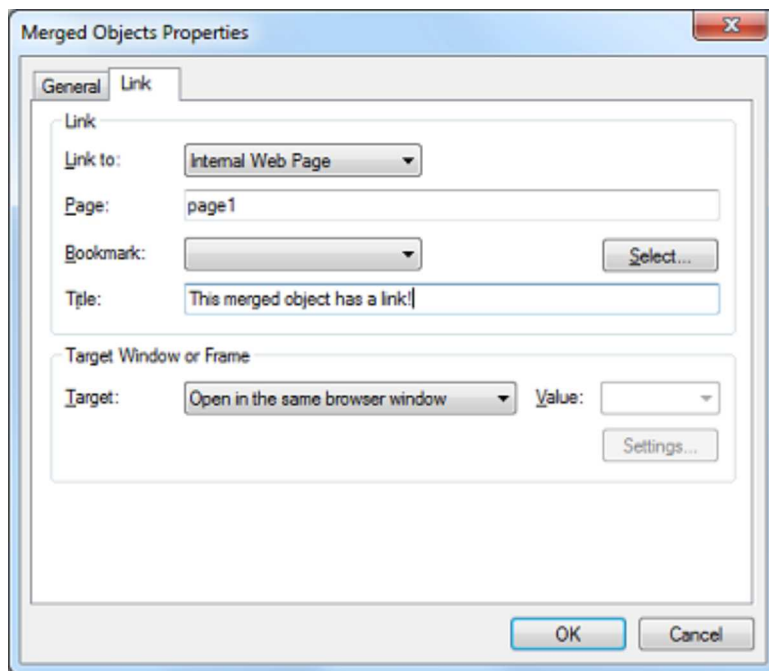 Merged Objects Properties
General Link
Link
Link to: Internal Web Page
Page: page1
Bookmark: Select...
Title: This merged object has a link!
Target Window or Frame
Target: Open in the same browser window Value:
Settings...
OK Cancel